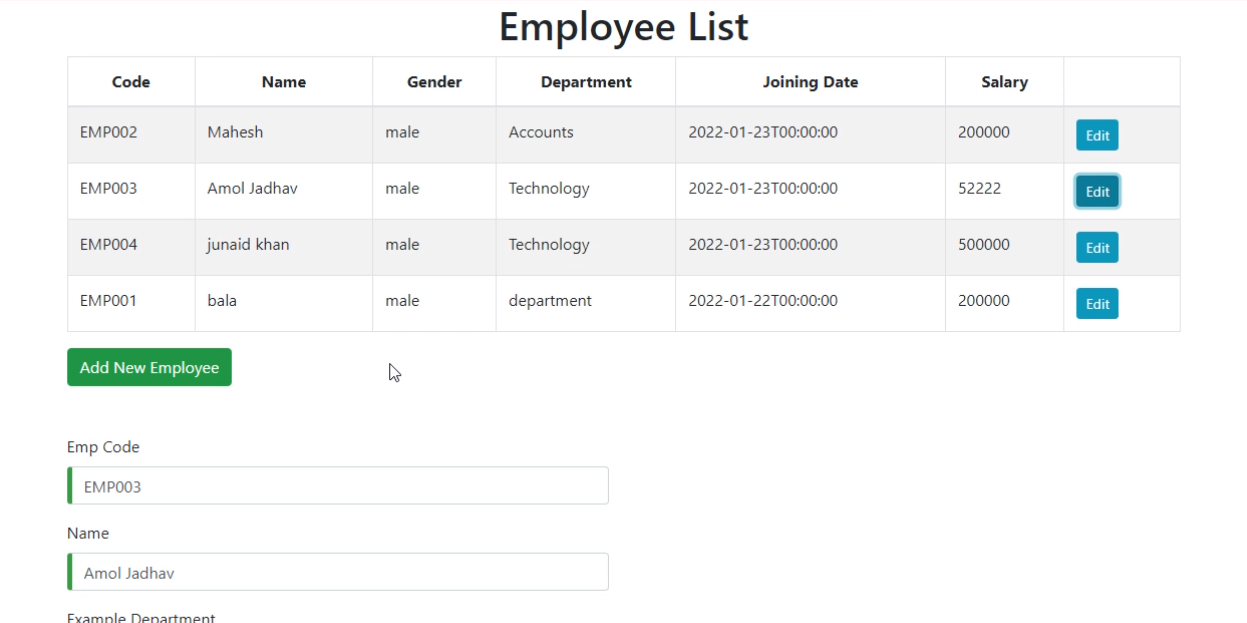 Employee List
Code Name Gender Department Joining Date Salary
EMP002 Mahesh male Accounts 2022-01-23T00:00:00 200000 Edit
EMP003 Amol Jadhav male Technology 2022-01-23T00:00:00 52222 Edit
EMP004 junaid khan male Technology 2022-01-23T00:00:00 500000 Edit
EMP001 bala male department 2022-01-22T00:00:00 200000 Edit
Add New Employee
Emp Code
EMP003
Name
Amol Jadhav
Example Department